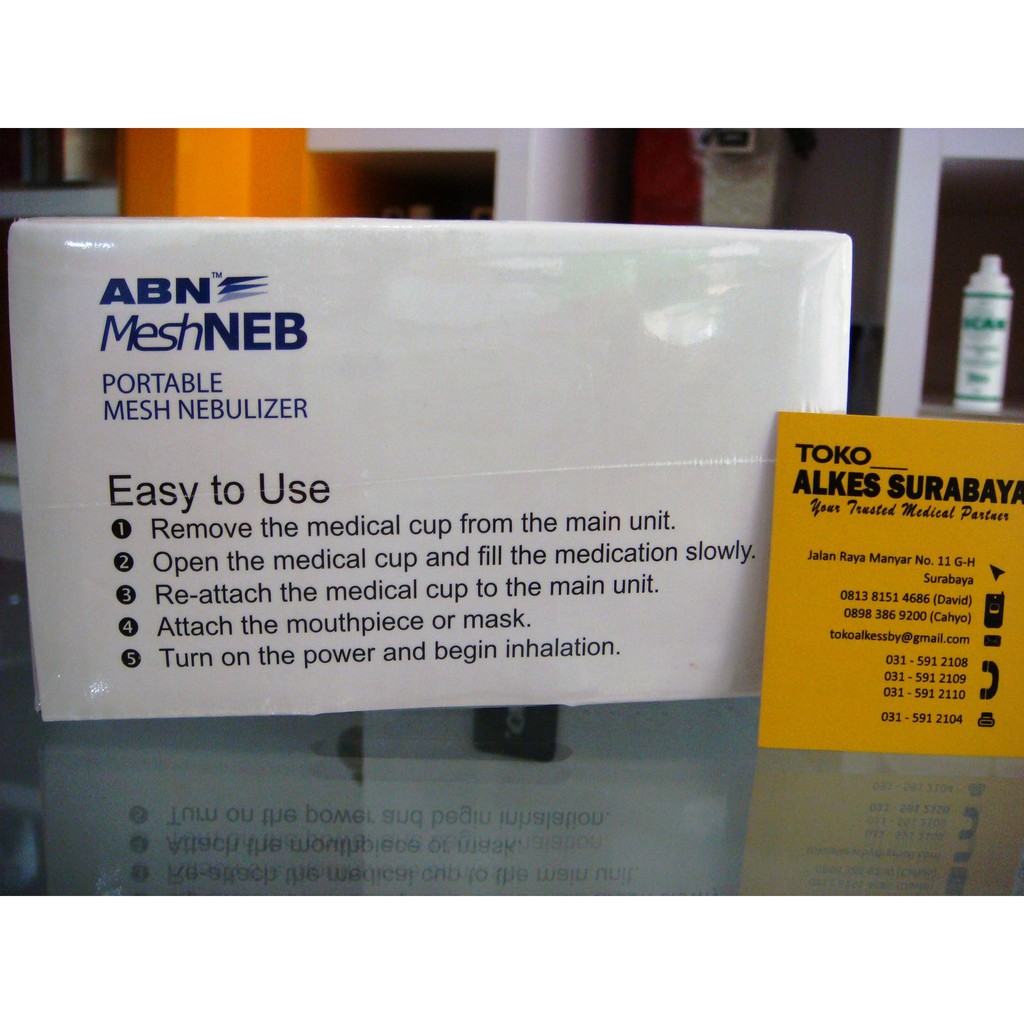 ABN™
MeshNEB
PORTABLE
MESH NEBULIZER
Easy to Use
❶ Remove the medical cup from the main unit.
❷ Open the medical cup and fill the medication slowly.
❸ Re-attach the medical cup to the main unit.
❹ Attach the mouthpiece or mask.
❺ Turn on the power and begin inhalation.
TOKO__
ALKES SURABAYA
Your Trusted Medical Partner
Jalan Raya Manyar No. 11 G-H
Surabaya
0813 8151 4686 (David)
0898 386 9200 (Cahyo)
tokoalkessby@gmail.com
031 - 591 2108
031 - 591 2109
031 - 591 2110
031 - 591 2104